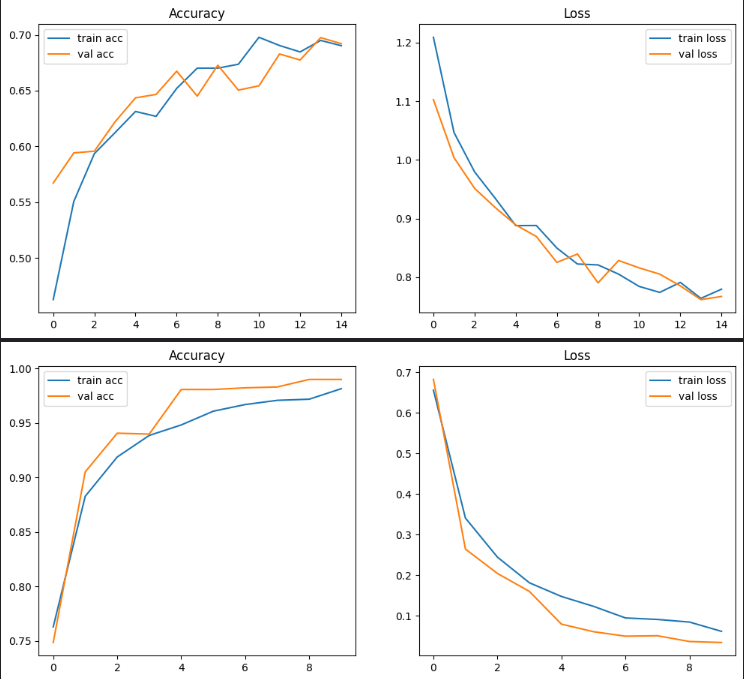 Accuracy
train acc
val acc
0.70
0.65
0.60
0.55
0.50
0 2 4 6 8 10 12 14
Loss
train loss
val loss
1.2
1.1
1.0
0.9
0.8
0 2 4 6 8 10 12 14
Accuracy
train acc
val acc
1.00
0.95
0.90
0.85
0.80
0.75
0 2 4 6 8
Loss
train loss
val loss
0.7
0.6
0.5
0.4
0.3
0.2
0.1
0 2 4 6 8